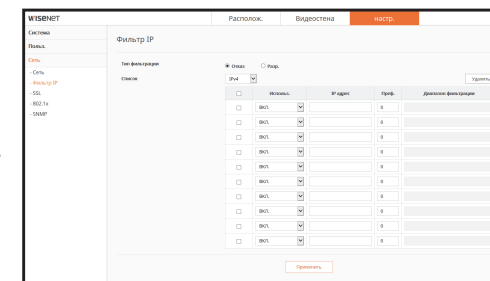 WISENET
Располож. Видеостена настр.
Система
Польз.
Сеть
- Сеть
- Фильтр IP
- SSL
- 802.1x
- SNMP
Фильтр IP
Тип фильтрации Отказ Разр.
Список IPv4
Удалить
Использ. IP адрес Преф. Диапазон фильтрации
ВКЛ. 0
ВКЛ. 0
ВКЛ. 0
ВКЛ. 0
ВКЛ. 0
ВКЛ. 0
ВКЛ. 0
ВКЛ. 0
ВКЛ. 0
ВКЛ. 0
Применить